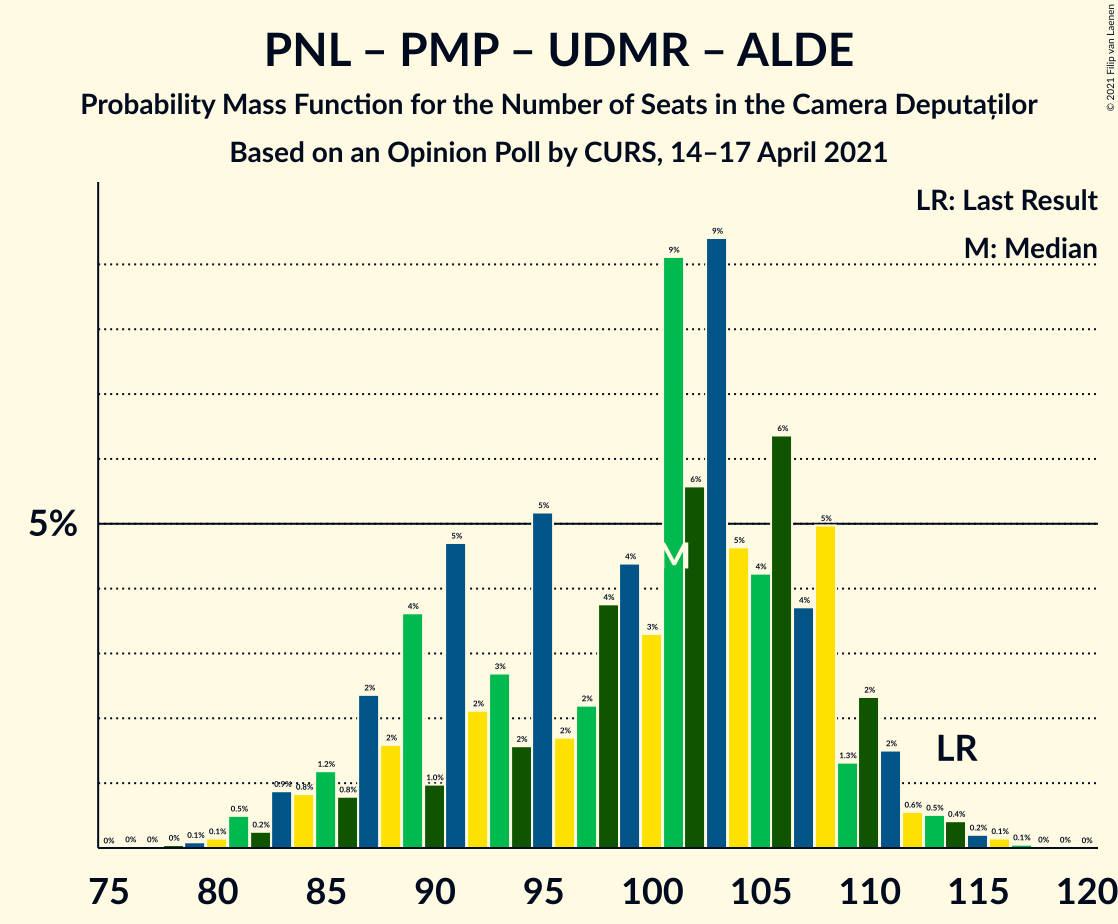 PNL – PMP – UDMR – ALDE
Probability Mass Function for the Number of Seats in the Camera Deputaților
Based on an Opinion Poll by CURS, 14–17 April 2021
© 2021 Filip van Laenen
LR: Last Result
M: Median
5%
0% 0% 0% 0% 0.1% 0.1% 0.5% 0.2% 0.9% 0.8% 1.2% 0.8% 2% 2% 4% 1.0% 5% 2% 3% 2% 5% 2% 2% 4% 4% 3% 9% 6% 9% 5% 4% 6% 4% 5% 1.3% 2% 2% 0.6% 0.5% 0.4% 0.2% 0.1% 0.1% 0% 0% 0%
M
LR
75 80 85 90 95 100 105 110 115 120